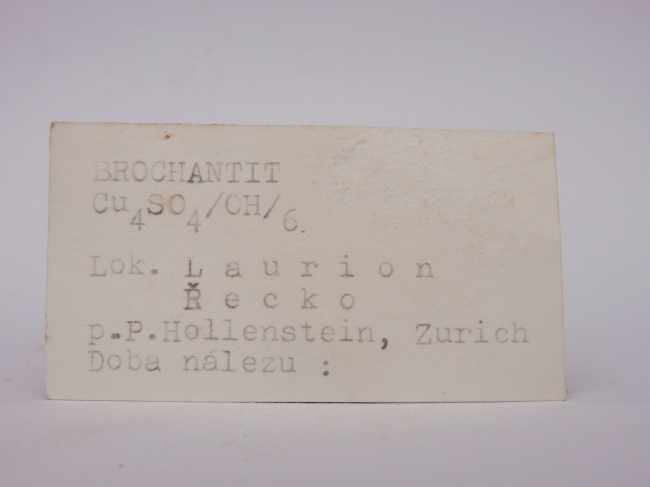 BROCHANTIT
Cu4SO4/OH/6.
Lok. Laurion
Řecko
p.P.Hollenstein, Zurich
Doba nálezu :